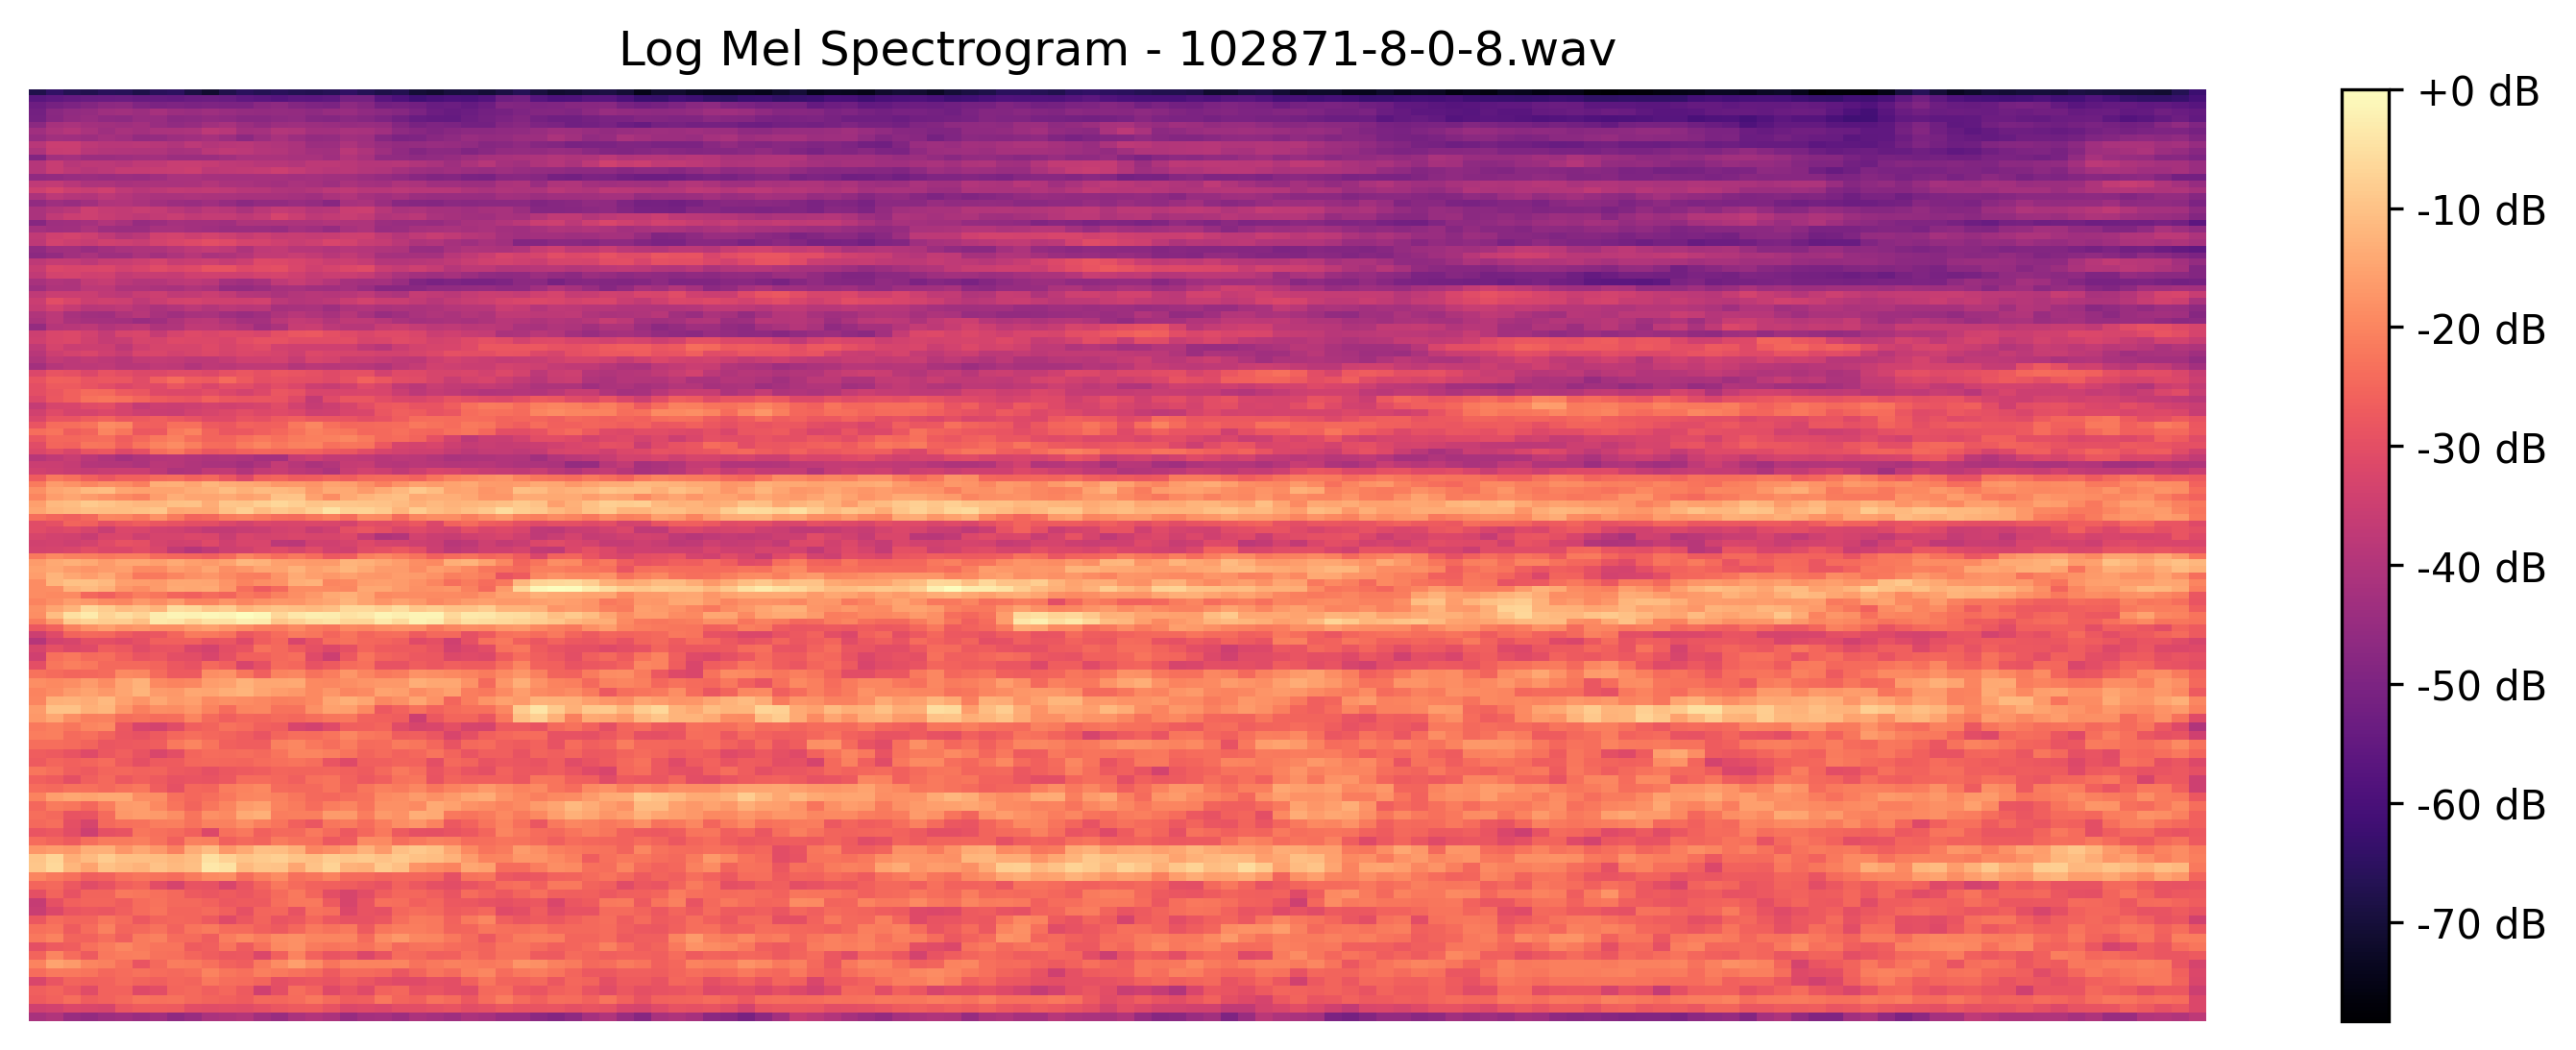 Log Mel Spectrogram - 102871-8-0-8.wav
+0 dB
-10 dB
-20 dB
-30 dB
-40 dB
-50 dB
-60 dB
-70 dB